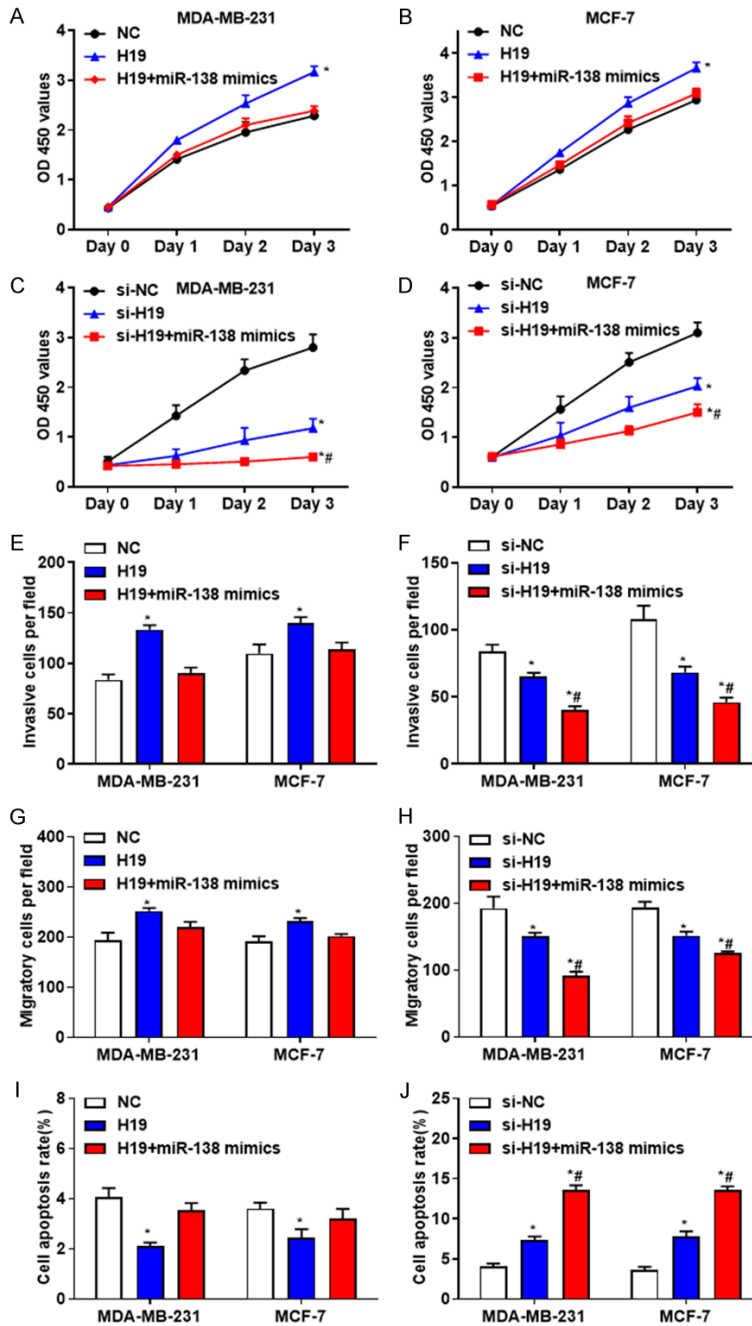 A
MDA-MB-231
NC
H19
H19+miR-138 mimics
OD 450 values
4
3
2
1
0
Day 0 Day 1 Day 2 Day 3
*
B
MCF-7
NC
H19
H19+miR-138 mimics
OD 450 values
4
3
2
1
0
Day 0 Day 1 Day 2 Day 3
*
C
MDA-MB-231
si-NC
si-H19
si-H19+miR-138 mimics
OD 450 values
4
3
2
1
0
Day 0 Day 1 Day 2 Day 3
*
*#
D
MCF-7
si-NC
si-H19
si-H19+miR-138 mimics
OD 450 values
4
3
2
1
0
Day 0 Day 1 Day 2 Day 3
*
*#
E
NC
H19
H19+miR-138 mimics
Invasive cells per field
200
150
100
50
0
* *
MDA-MB-231 MCF-7
F
si-NC
si-H19
si-H19+miR-138 mimics
Invasive cells per field
150
100
50
0
* *# * *#
MDA-MB-231 MCF-7
G
NC
H19
H19+miR-138 mimics
Migratory cells per field
400
300
200
100
0
* *
MDA-MB-231 MCF-7
H
si-NC
si-H19
si-H19+miR-138 mimics
Migratory cells per field
300
200
100
0
* *# * *#
MDA-MB-231 MCF-7
I
NC
H19
H19+miR-138 mimics
Cell apoptosis rate(%)
8
6
4
2
0
* *
MDA-MB-231 MCF-7
J
si-NC
si-H19
si-H19+miR-138 mimics
Cell apoptosis rate(%)
25
20
15
10
5
0
* *# * *#
MDA-MB-231 MCF-7